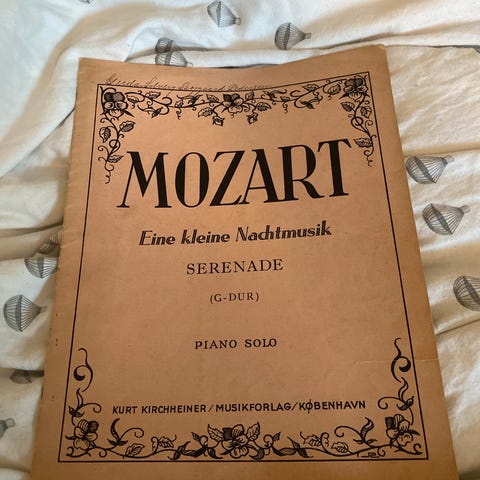 MOZART
Eine kleine Nachtmusik
SERENADE
(G-DUR)
PIANO SOLO
KURT KIRCHHEINER/MUSIKFORLAG/KØBENHAVN